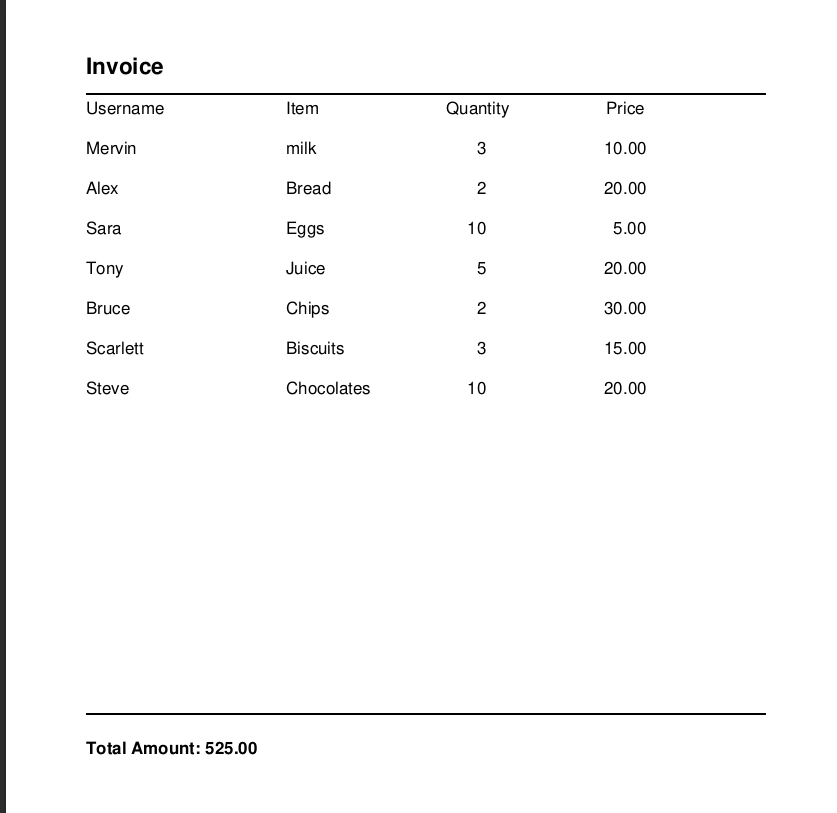 Invoice
Username Item Quantity Price
Mervin milk 3 10.00
Alex Bread 2 20.00
Sara Eggs 10 5.00
Tony Juice 5 20.00
Bruce Chips 2 30.00
Scarlett Biscuits 3 15.00
Steve Chocolates 10 20.00
Total Amount: 525.00